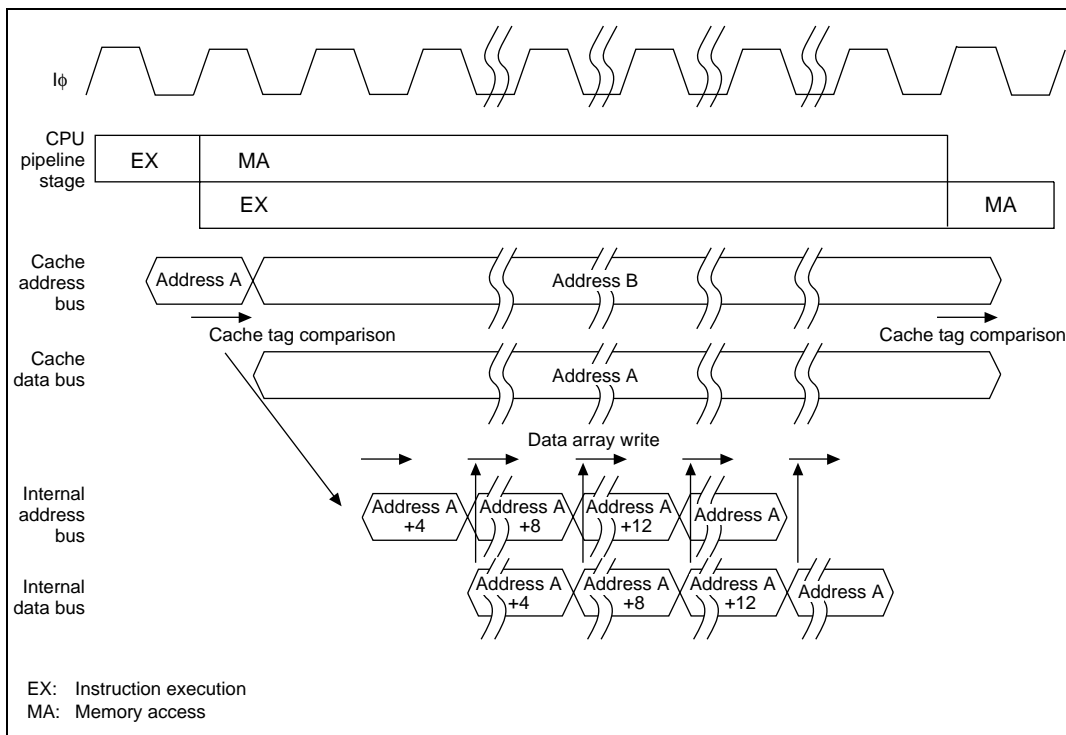 Iϕ
CPU
pipeline
stage
EX
MA
EX
MA
Cache
address
bus
Address A
Address B
Cache tag comparison
Cache tag comparison
Cache
data bus
Address A
Data array write
Internal
address
bus
Address A
+4
Address A
+8
Address A
+12
Address A
Internal
data bus
Address A
+4
Address A
+8
Address A
+12
Address A
EX: Instruction execution
MA: Memory access